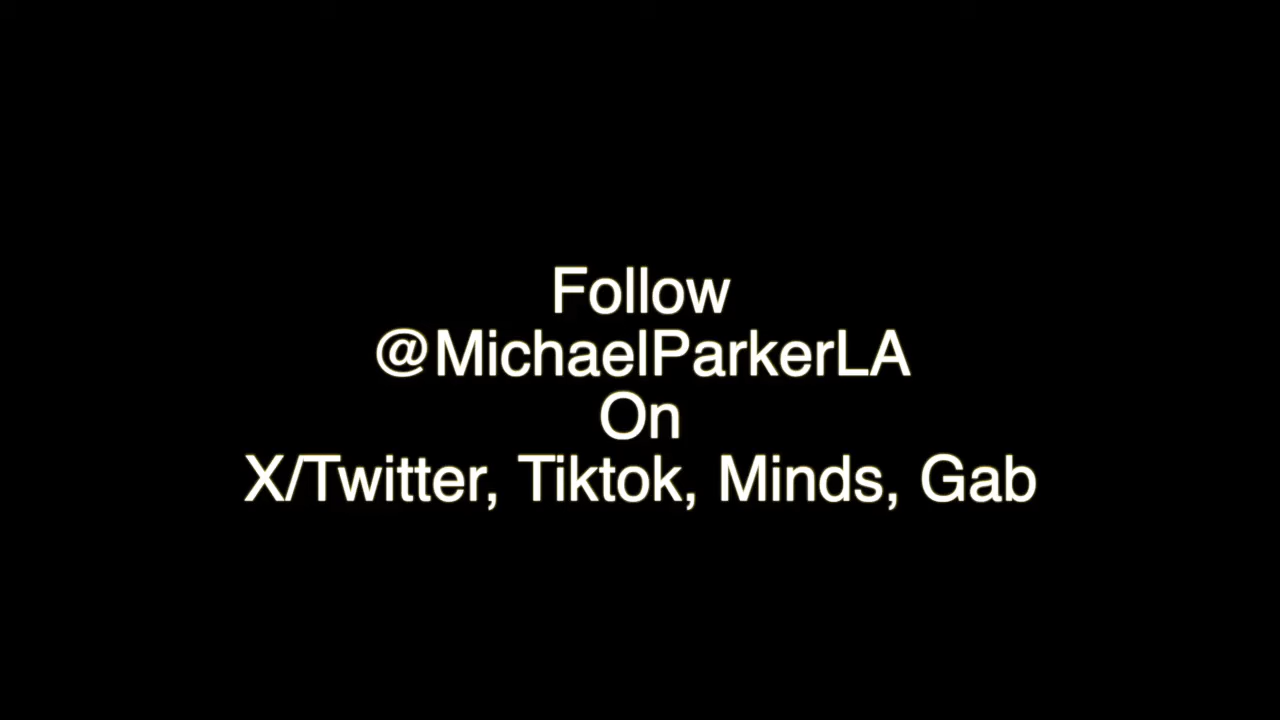 Follow
@MichaelParkerLA
On
X/Twitter, Tiktok, Minds, Gab